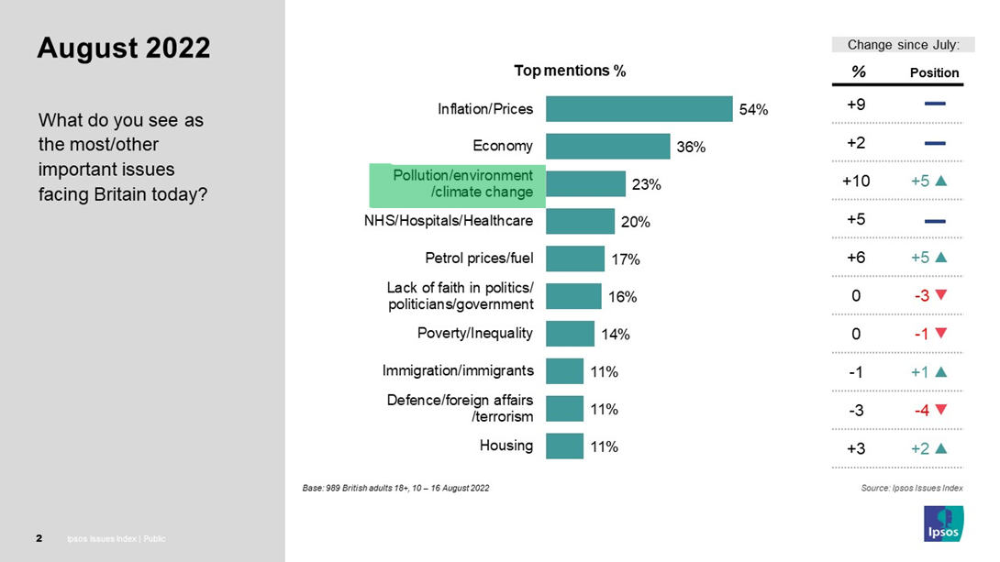 August 2022
What do you see as
the most/other
important issues
facing Britain today?
Change since July:
Top mentions %
% Position
Inflation/Prices 54% +9
Economy 36% +2
Pollution/environment
/climate change 23% +10 +5 ▲
NHS/Hospitals/Healthcare 20% +5
Petrol prices/fuel 17% +6 +5 ▲
Lack of faith in politics/
politicians/government 16% 0 -3 ▼
Poverty/Inequality 14% 0 -1 ▼
Immigration/immigrants 11% -1 +1 ▲
Defence/foreign affairs
/terrorism 11% -3 -4 ▼
Housing 11% +3 +2 ▲
Base: 989 British adults 18+, 10 – 16 August 2022
Source: Ipsos Issues Index
2 Ipsos Issues Index | Public
Ipsos